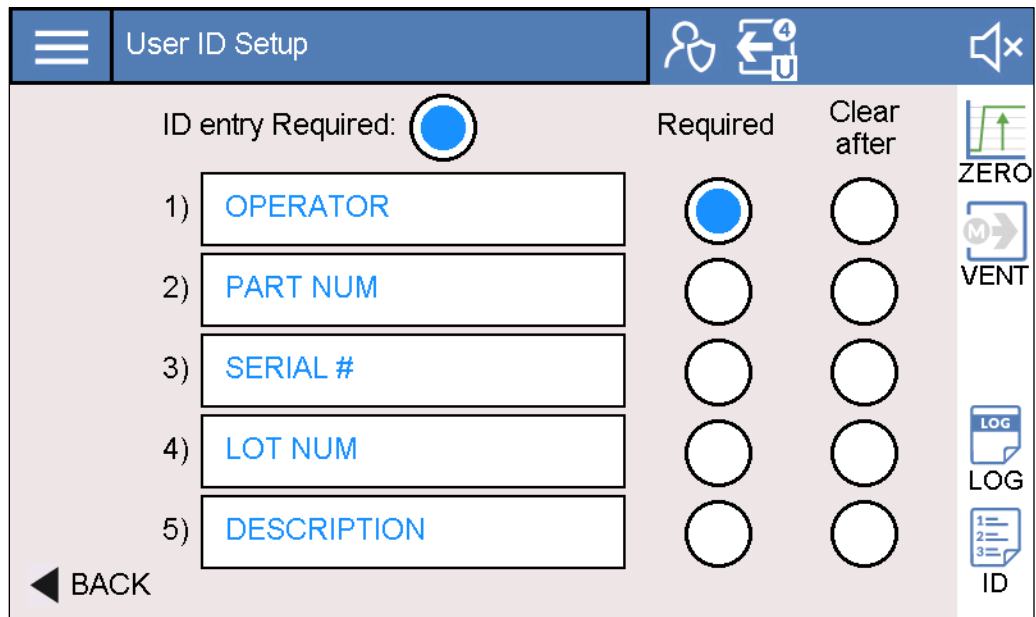 User ID Setup
4
U
ID entry Required:
Required
Clear
after
ZERO
1) OPERATOR
M
VENT
2) PART NUM
3) SERIAL #
LOG
4) LOT NUM
LOG
1
2
3
5) DESCRIPTION
ID
BACK